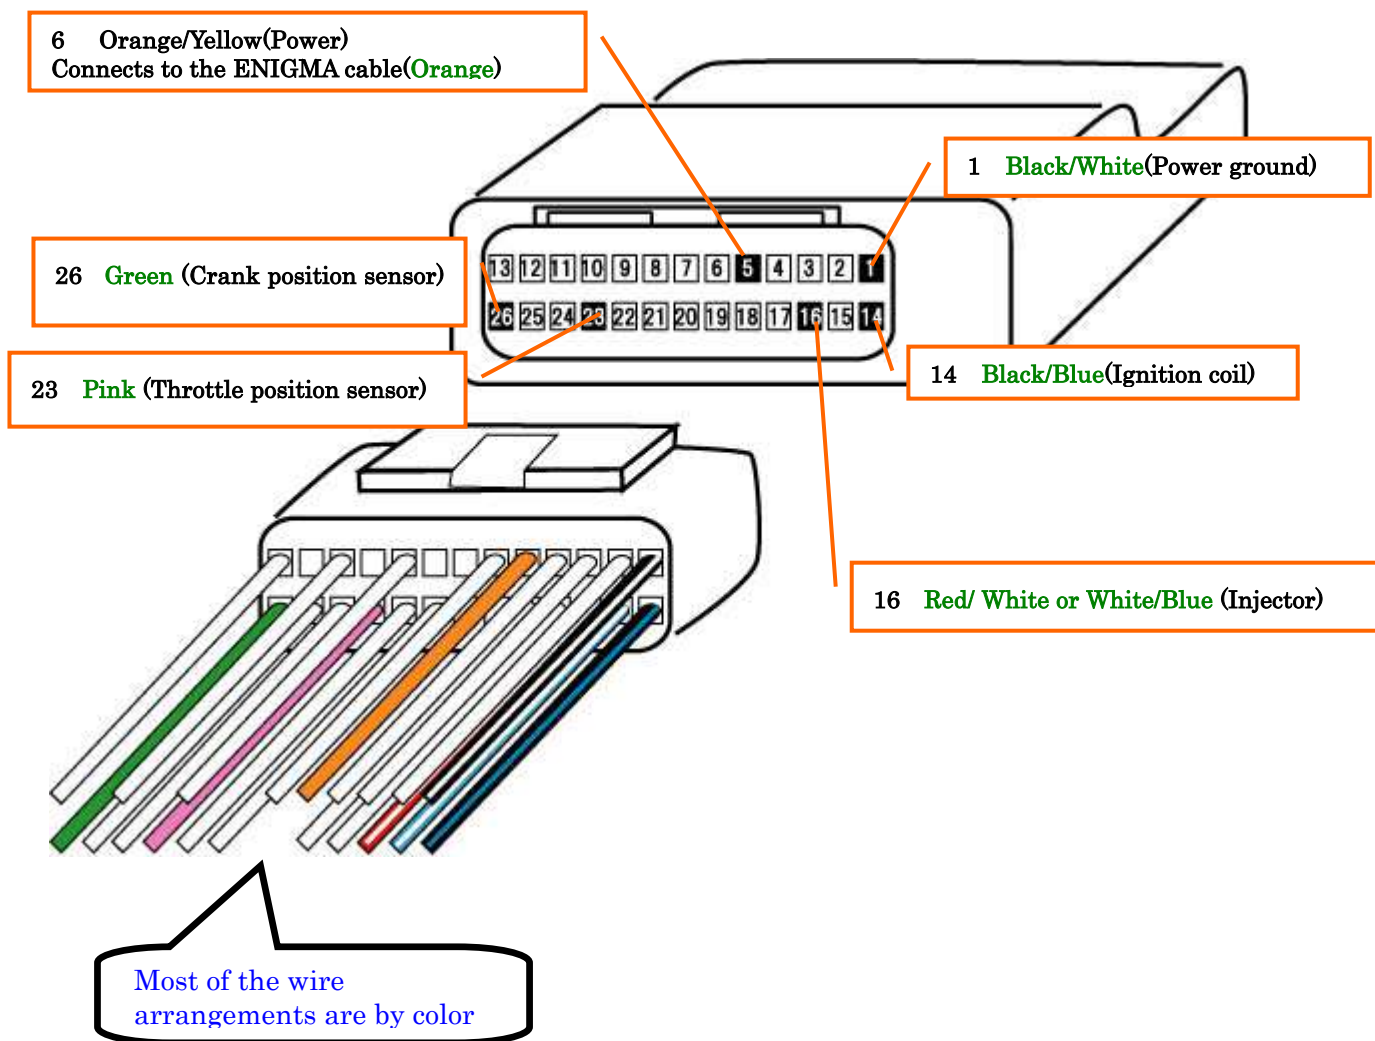 6 Orange/Yellow(Power)
Connects to the ENIGMA cable(Orange)
1 Black/White(Power ground)
26 Green (Crank position sensor)
13 12 11 10 9 8 7 6 5 4 3 2 1
26 25 24 23 22 21 20 19 18 17 16 15 14
23 Pink (Throttle position sensor)
14 Black/Blue(Ignition coil)
16 Red/ White or White/Blue (Injector)
Most of the wire
arrangements are by color